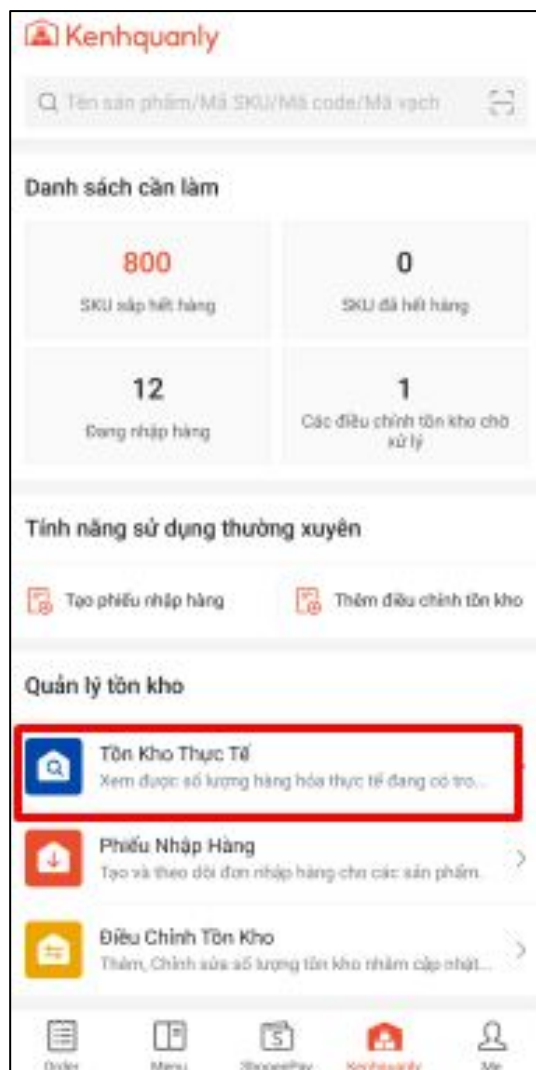 Kenhquanly
Tên sản phẩm/Mã SKU/Mã code/Mã vạch
Danh sách cần làm
800
0
SKU sắp hết hàng
SKU đã hết hàng
12
1
Đang nhập hàng
Các điều chỉnh tồn kho chờ
xử lý
Tính năng sử dụng thường xuyên
Tạo phiếu nhập hàng
Thêm điều chỉnh tồn kho
Quản lý tồn kho
Tồn Kho Thực Tế
Xem được số lượng hàng hóa thực tế đang có tro...
Phiếu Nhập Hàng
Tạo và theo dõi đơn nhập hàng cho các sản phẩm.
Điều Chỉnh Tồn Kho
Thêm, Chỉnh sửa số lượng tồn kho nhằm cập nhật...
Order
Menu
ShopeePay
Kenhquanly
Me